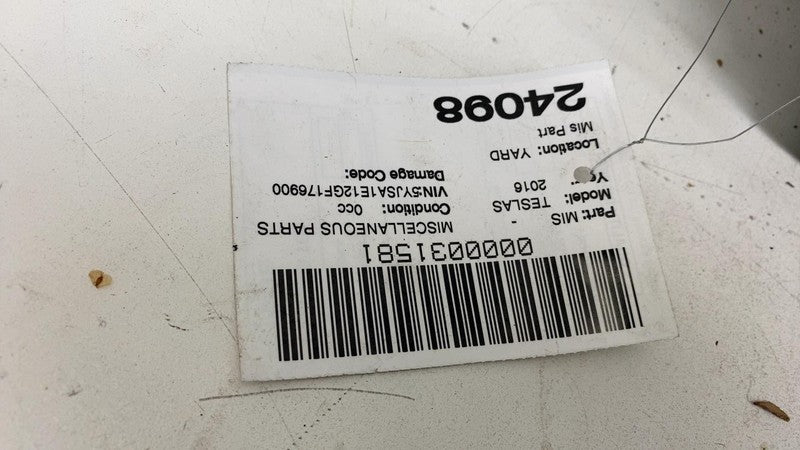 0000031581
Part: MIS - MISCELLANEOUS PARTS
Model: TESLAS Condition: 0cc
Year: 2016 VIN:5YJSA1E12GF176900
Damage Code:
Location: YARD
Mis Part
24098